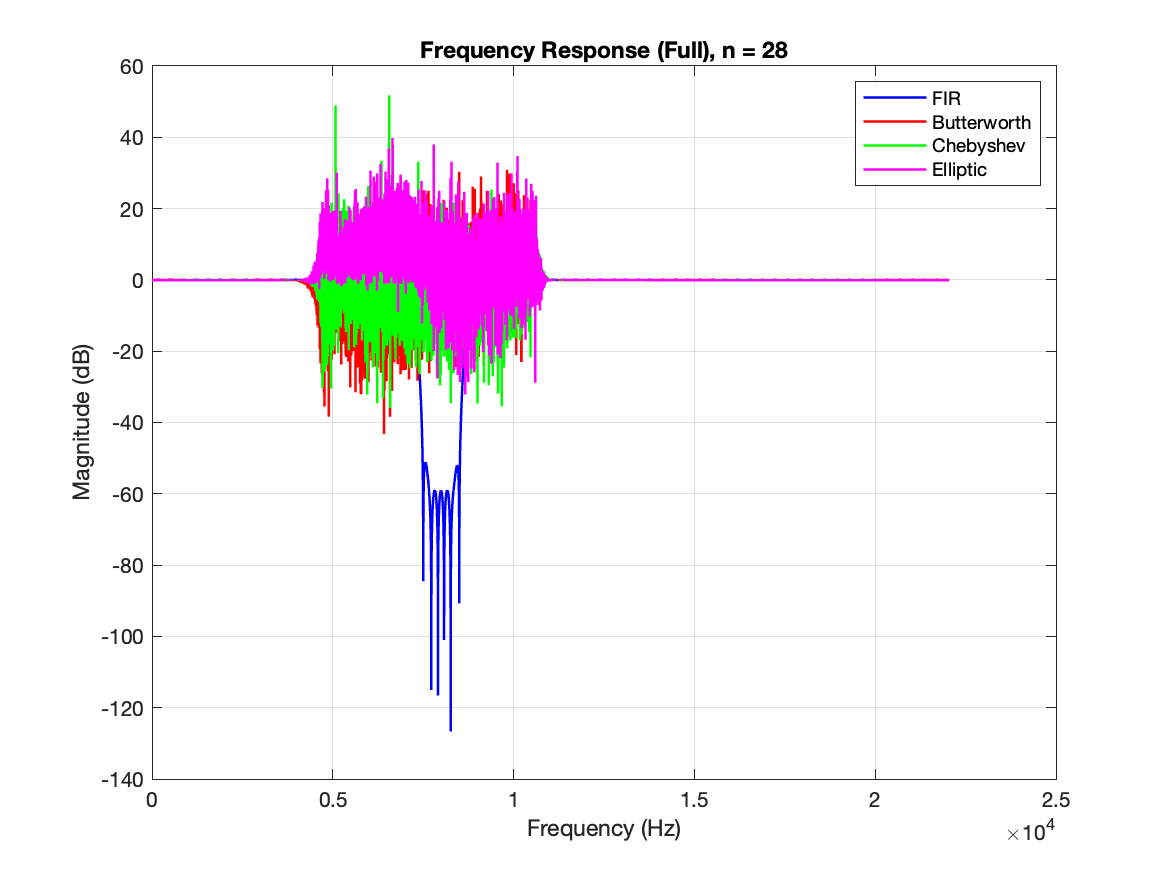 Frequency Response (Full), n = 28
60
40
20
0
-20
-40
-60
-80
-100
-120
-140
Magnitude (dB)
0
0.5
1
1.5
2
2.5
×10⁴
Frequency (Hz)
FIR
Butterworth
Chebyshev
Elliptic